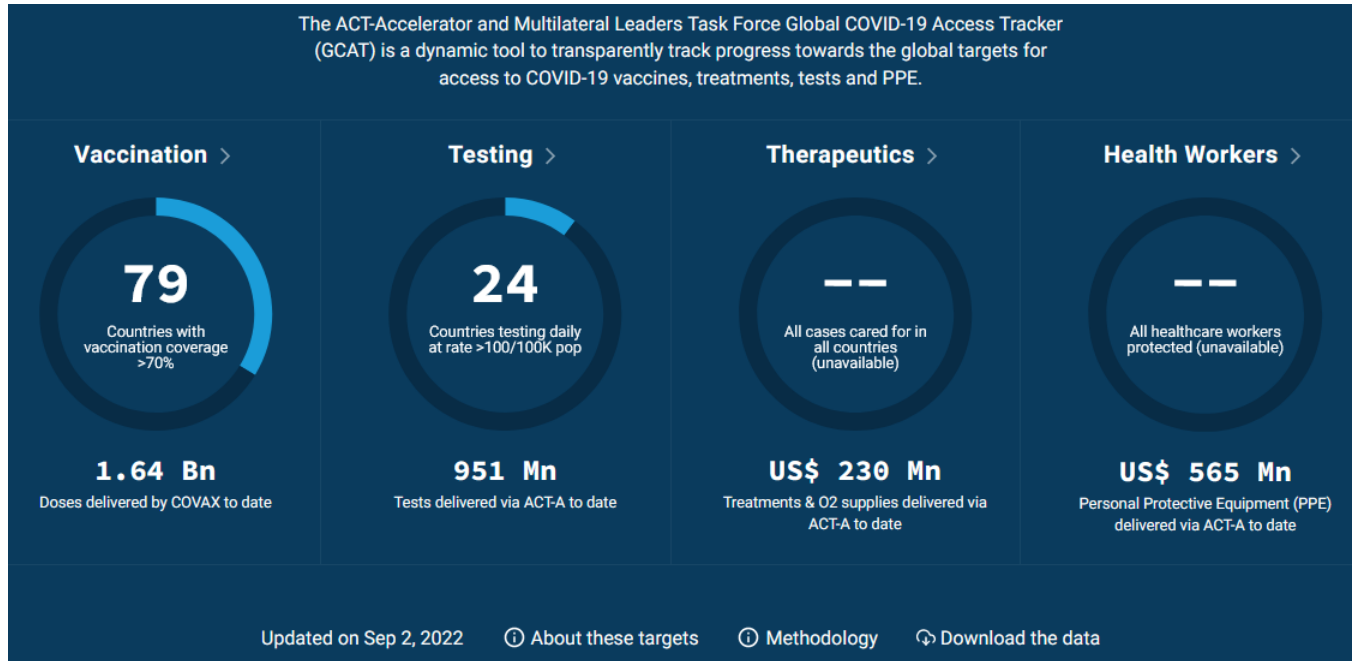 The ACT-Accelerator and Multilateral Leaders Task Force Global COVID-19 Access Tracker
(GCAT) is a dynamic tool to transparently track progress towards the global targets for
access to COVID-19 vaccines, treatments, tests and PPE.
Vaccination >
79
Countries with
vaccination coverage
>70%
1.64 Bn
Doses delivered by COVAX to date
Testing >
24
Countries testing daily
at rate >100/100K pop
951 Mn
Tests delivered via ACT-A to date
Therapeutics >
--
All cases cared for in
all countries
(unavailable)
US$ 230 Mn
Treatments & O2 supplies delivered via
ACT-A to date
Health Workers >
--
All healthcare workers
protected (unavailable)
US$ 565 Mn
Personal Protective Equipment (PPE)
delivered via ACT-A to date
Updated on Sep 2, 2022 About these targets Methodology Download the data